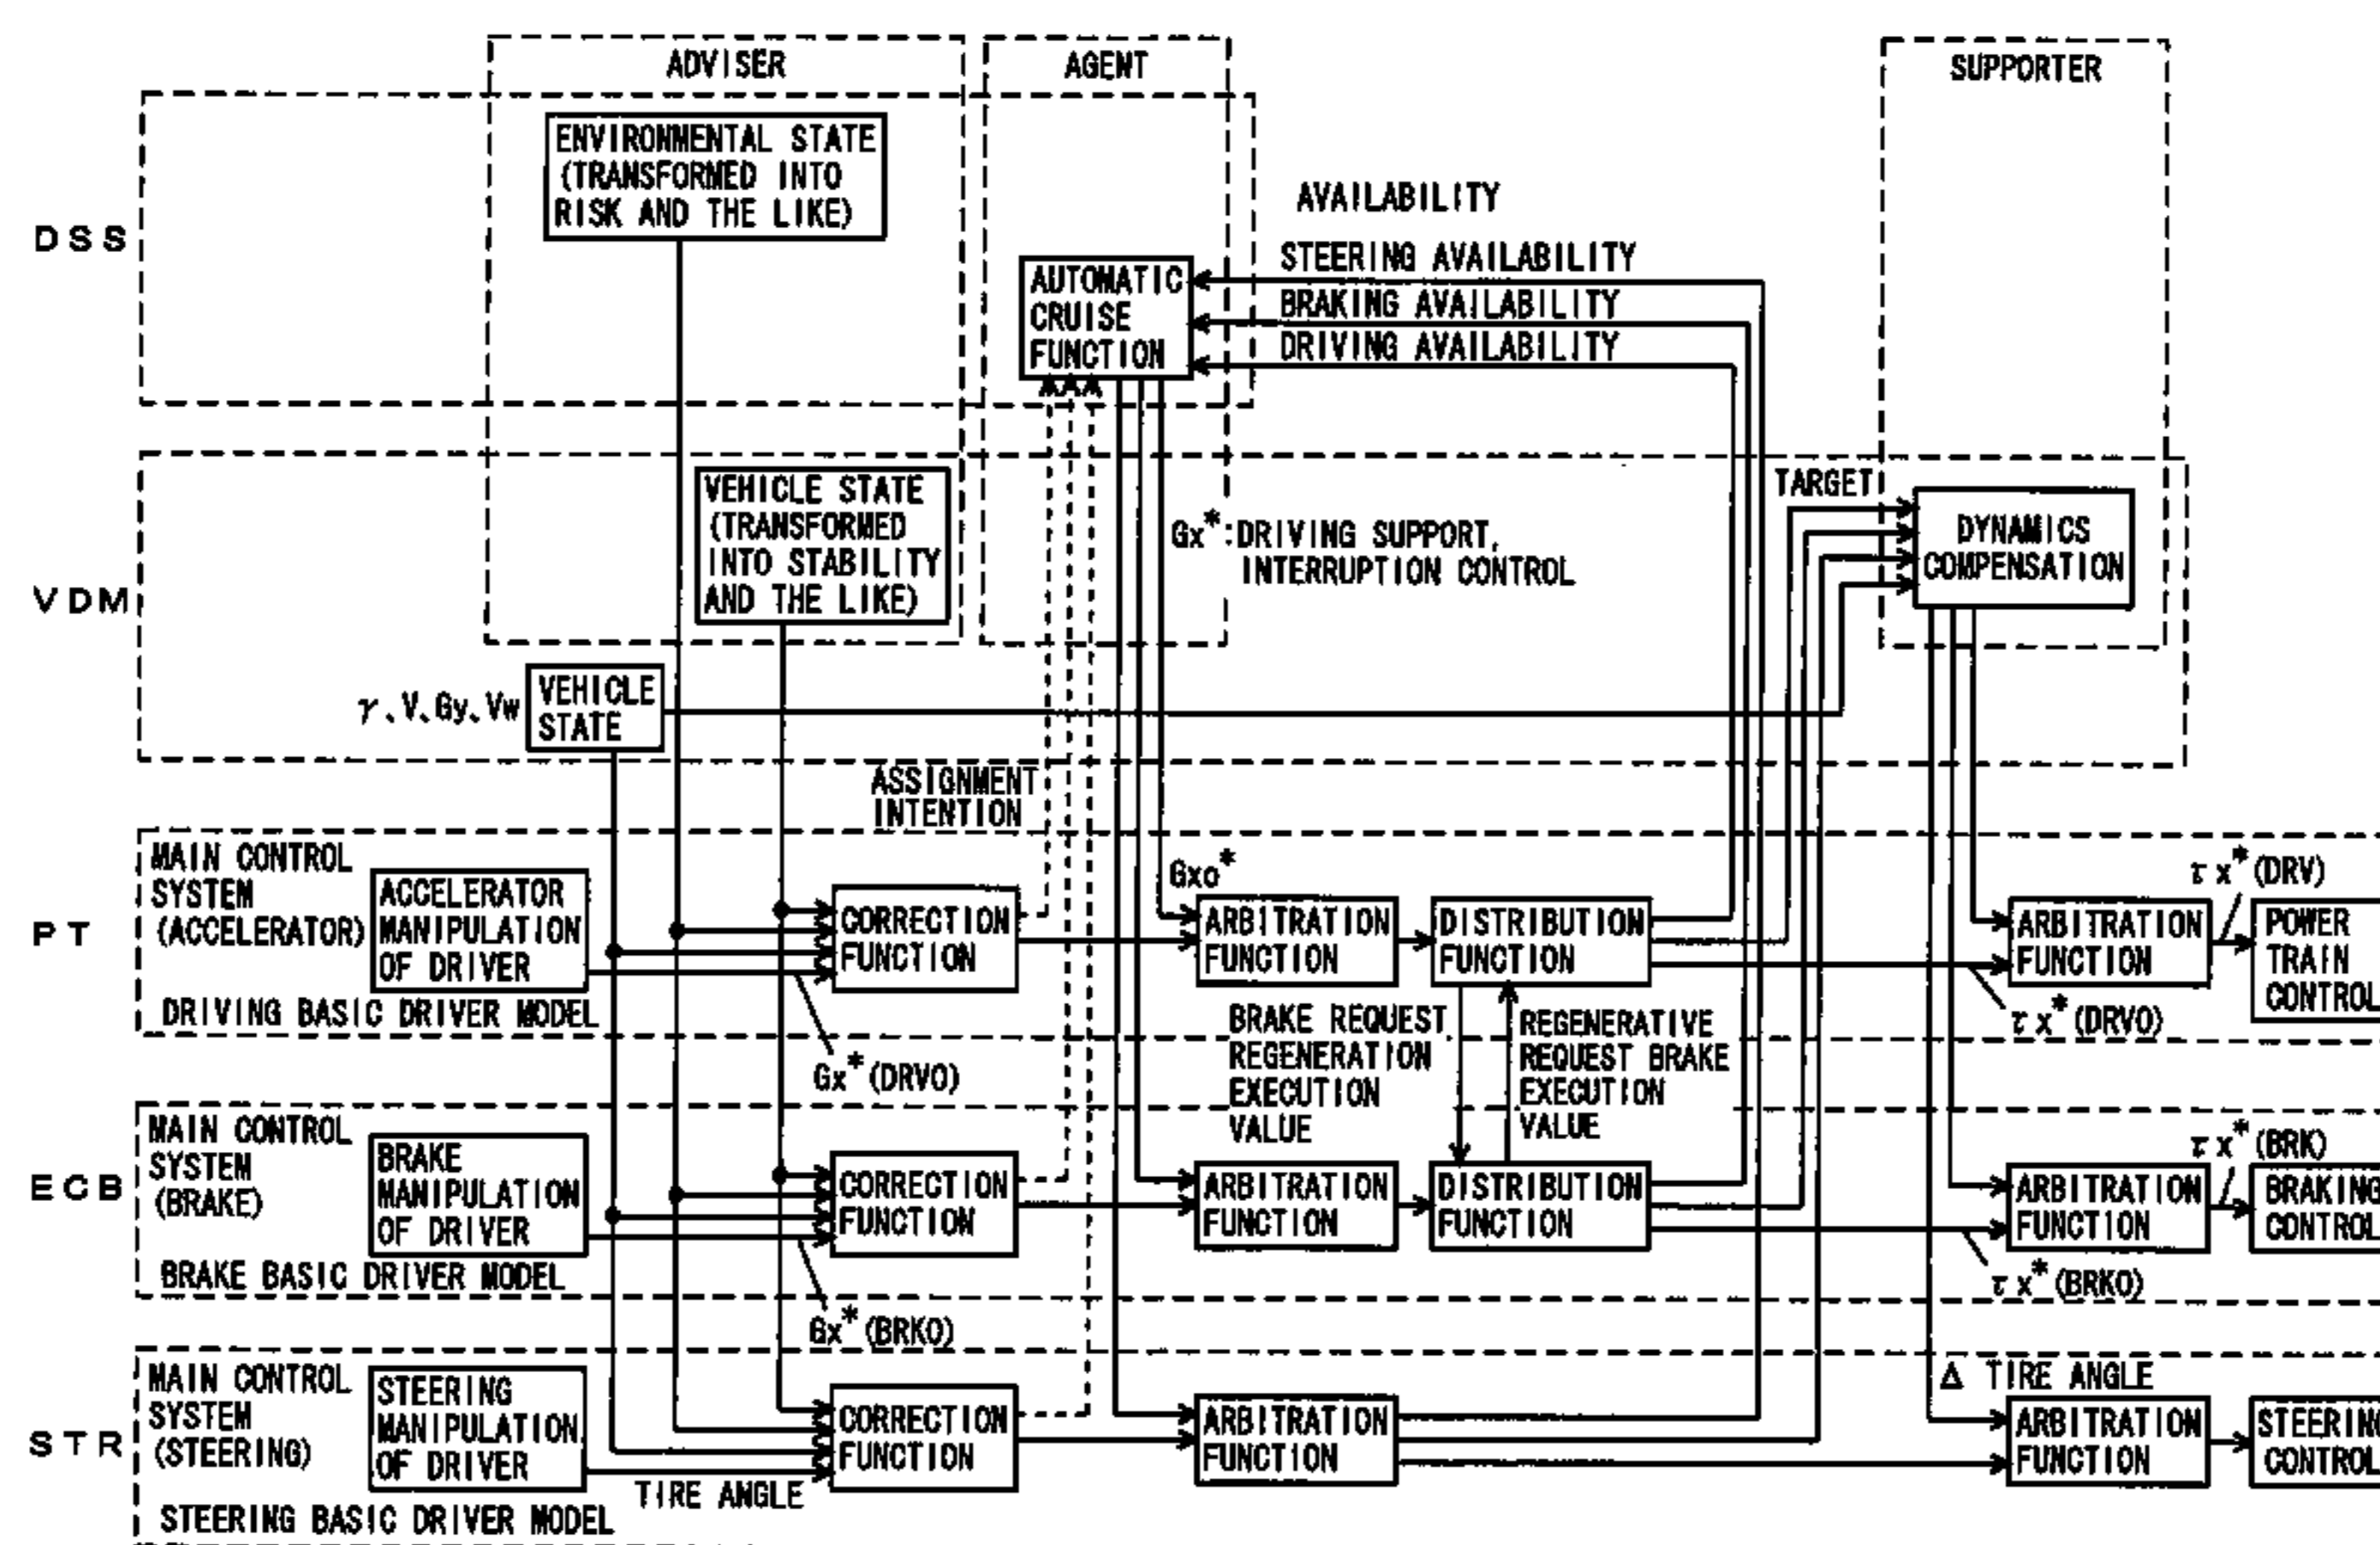 ADVISER
AGENT
SUPPORTER
DSS
ENVIRONMENTAL STATE
(TRANSFORMED INTO
RISK AND THE LIKE)
AVAILABILITY
AUTOMATIC
CRUISE
FUNCTION
STEERING AVAILABILITY
BRAKING AVAILABILITY
DRIVING AVAILABILITY
VDM
VEHICLE STATE
(TRANSFORMED
INTO STABILITY
AND THE LIKE)
Gx*:DRIVING SUPPORT,
INTERRUPTION CONTROL
TARGET
DYNAMICS
COMPENSATION
γ、V、Gy、Vw
VEHICLE
STATE
ASSIGNMENT
INTENTION
PT
MAIN CONTROL
SYSTEM
(ACCELERATOR)
ACCELERATOR
MANIPULATION
OF DRIVER
DRIVING BASIC DRIVER MODEL
CORRECTION
FUNCTION
Gx*(DRVO)
Gxo*
ARBITRATION
FUNCTION
DISTRIBUTION
FUNCTION
ARBITRATION
FUNCTION
τx*(DRV)
τx*(DRVO)
POWER
TRAIN
CONTROL
BRAKE REQUEST
REGENERATION
EXECUTION
VALUE
REGENERATIVE
REQUEST BRAKE
EXECUTION
VALUE
ECB
MAIN CONTROL
SYSTEM
(BRAKE)
BRAKE
MANIPULATION
OF DRIVER
BRAKE BASIC DRIVER MODEL
CORRECTION
FUNCTION
Gx*(BRKO)
ARBITRATION
FUNCTION
DISTRIBUTION
FUNCTION
ARBITRATION
FUNCTION
τx*(BRK)
τx*(BRKO)
BRAKING
CONTROL
STR
MAIN CONTROL
SYSTEM
(STEERING)
STEERING
MANIPULATION
OF DRIVER
STEERING BASIC DRIVER MODEL
TIRE ANGLE
CORRECTION
FUNCTION
ARBITRATION
FUNCTION
Δ TIRE ANGLE
ARBITRATION
FUNCTION
STEERING
CONTROL